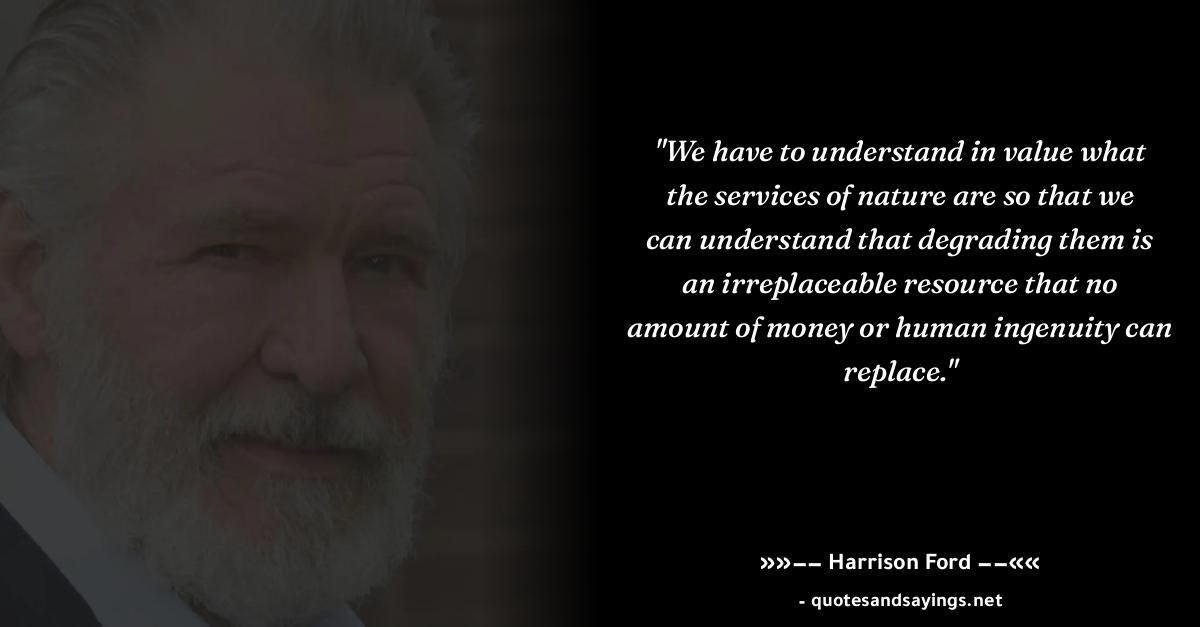 "We have to understand in value what
the services of nature are so that we
can understand that degrading them is
an irreplaceable resource that no
amount of money or human ingenuity can
replace."
»»−− Harrison Ford −−««
- quotesandsayings.net